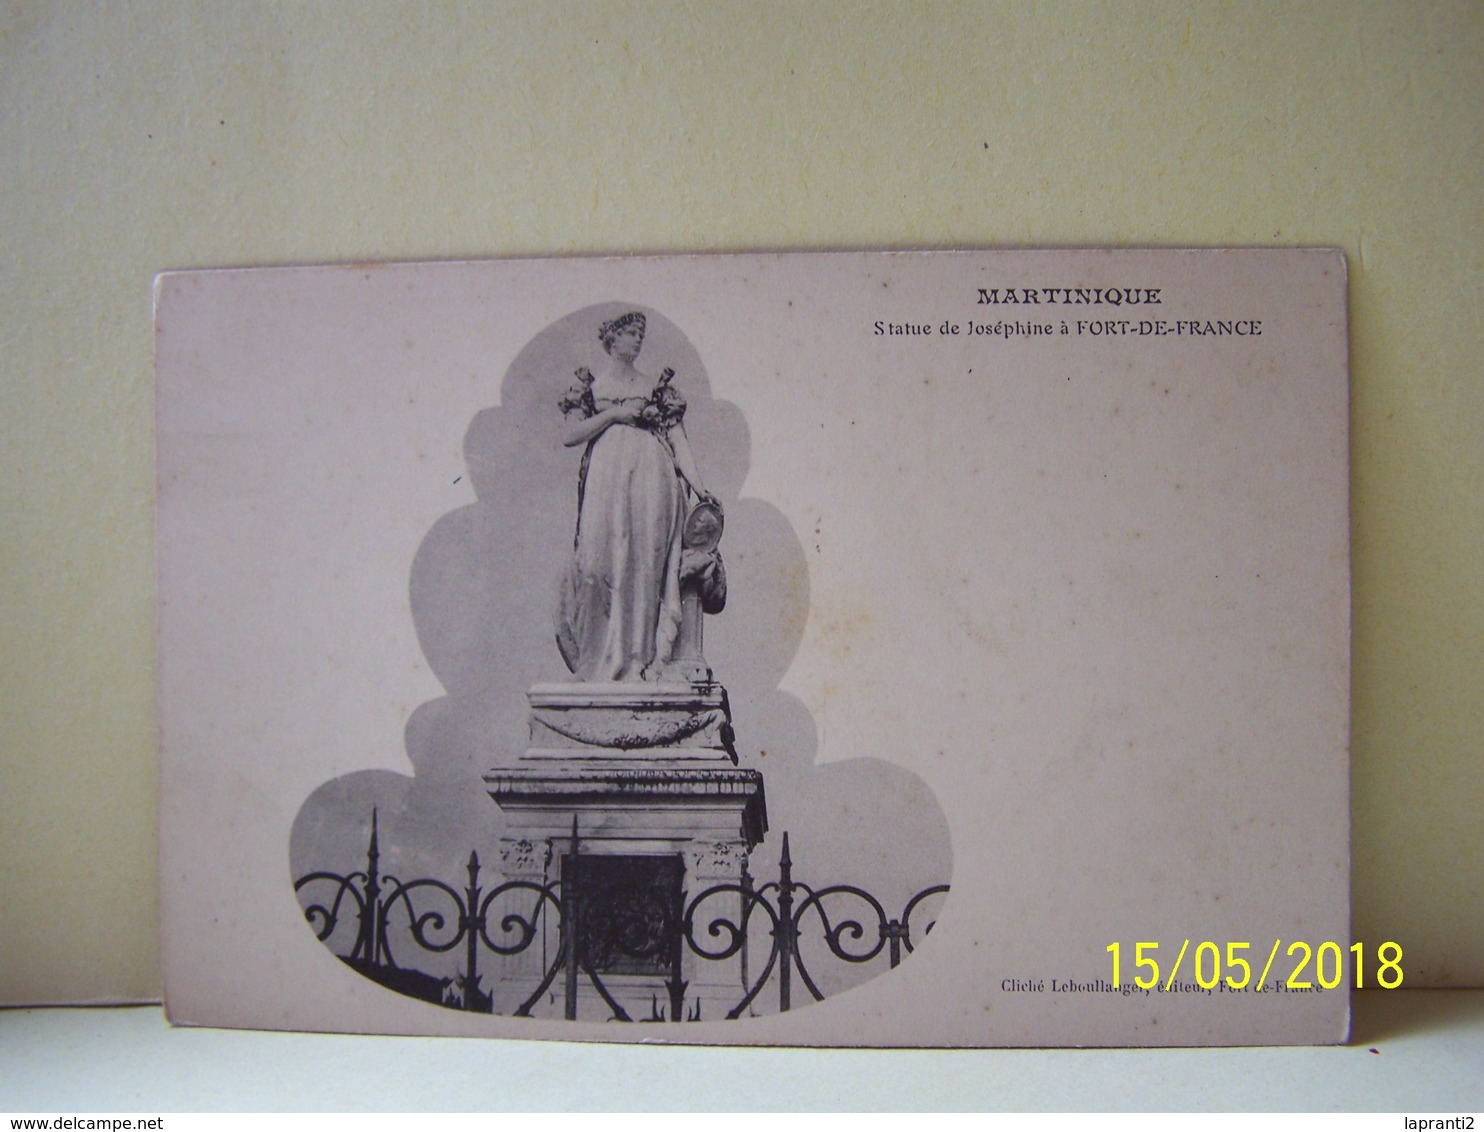 MARTINIQUE
Statue de Joséphine à FORT-DE-FRANCE
15/05/2018
Cliché Leboullanger, éditeur, Fort-de-France
www.delcampe.net
lapranti2